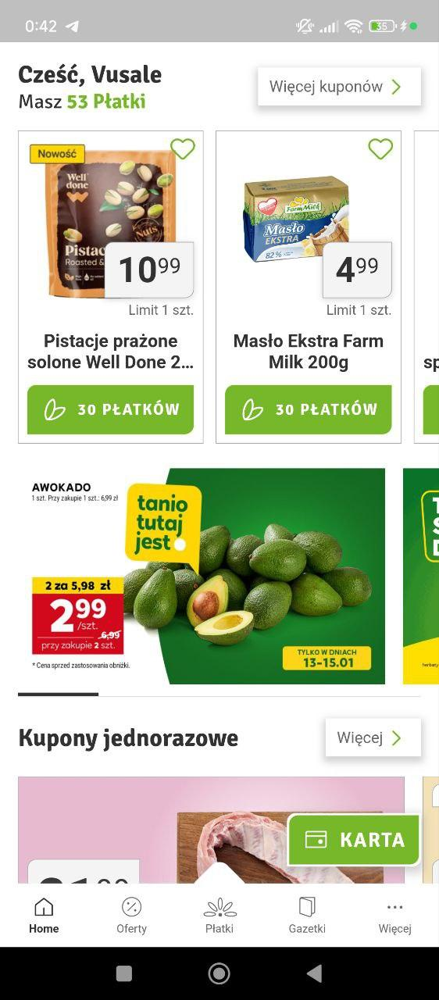 0:42
35
Cześć, Vusale
Masz 53 Płatki
Więcej kuponów
Nowość
Well done
Nuts
Roasted &
10 99
Limit 1 szt.
Pistacje prażone
solone Well Done 2...
30 PŁATKÓW
Farm Milk
Masło
EKSTRA
82%
4 99
Limit 1 szt.
Masło Ekstra Farm
Milk 200g
30 PŁATKÓW
sp
AWOKADO
1 szt. Przy zakupie 1 szt.: 6,99 zł
tanio
tutaj
jest
2 za 5,98 zł
2 99
/szt.
6,99
przy zakupie 2 szt.
* Cena sprzed zastosowania obniżki.
TYLKO W DNIACH
13-15.01
Kupony jednorazowe
Więcej
KARTA
Home
Oferty
Płatki
Gazetki
Więcej